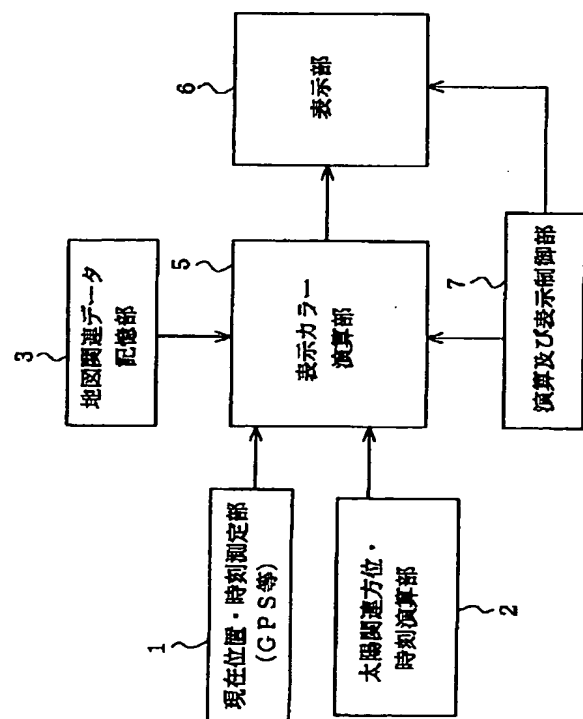 1
現在位置・時刻測定部
(GPS等)
2
太陽関連方位・
時刻演算部
3
地図関連データ
記憶部
5
表示カラー
演算部
6
表示部
7
演算及び表示制御部